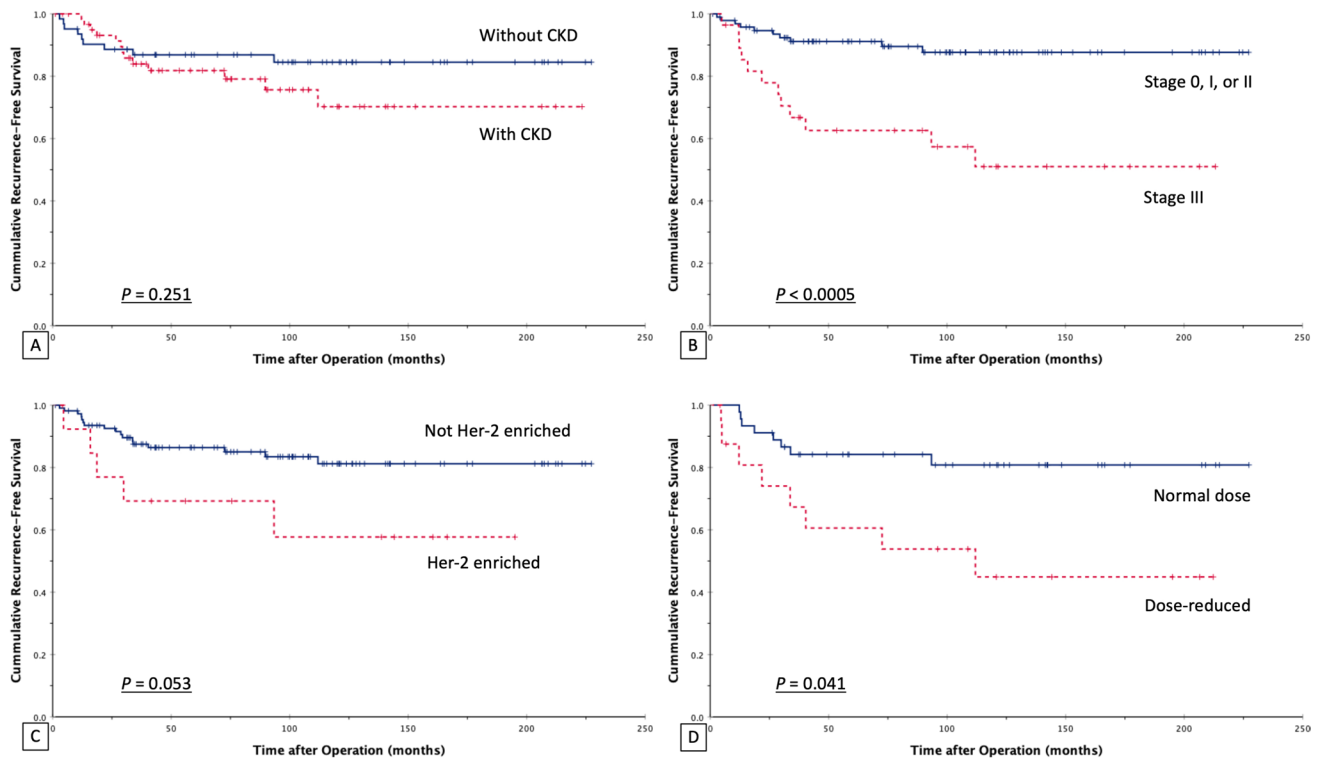 Cummulative Recurrence-Free Survival
1.0
0.8
0.6
0.4
0.2
0.0
Without CKD
With CKD
P = 0.251
A
0 50 100 150 200 250
Time after Operation (months)
Cummulative Recurrence-Free Survival
1.0
0.8
0.6
0.4
0.2
0.0
Stage 0, I, or II
Stage III
P < 0.0005
B
0 50 100 150 200 250
Time after Operation (months)
Cummulative Recurrence-Free Survival
1.0
0.8
0.6
0.4
0.2
0.0
Not Her-2 enriched
Her-2 enriched
P = 0.053
C
0 50 100 150 200 250
Time after Operation (months)
Cummulative Recurrence-Free Survival
1.0
0.8
0.6
0.4
0.2
0.0
Normal dose
Dose-reduced
P = 0.041
D
0 50 100 150 200 250
Time after Operation (months)